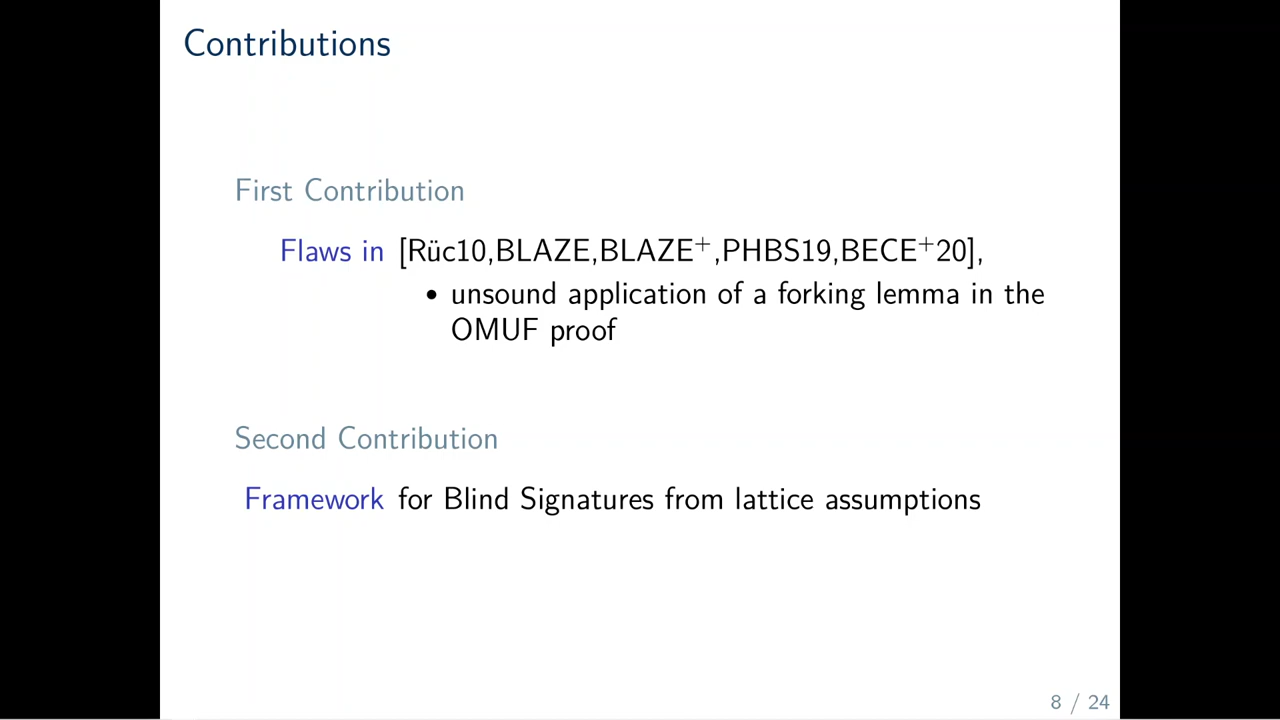 Contributions
First Contribution
Flaws in [Rüc10,BLAZE,BLAZE⁺,PHBS19,BECE⁺20],
• unsound application of a forking lemma in the
OMUF proof
Second Contribution
Framework for Blind Signatures from lattice assumptions
8 / 24